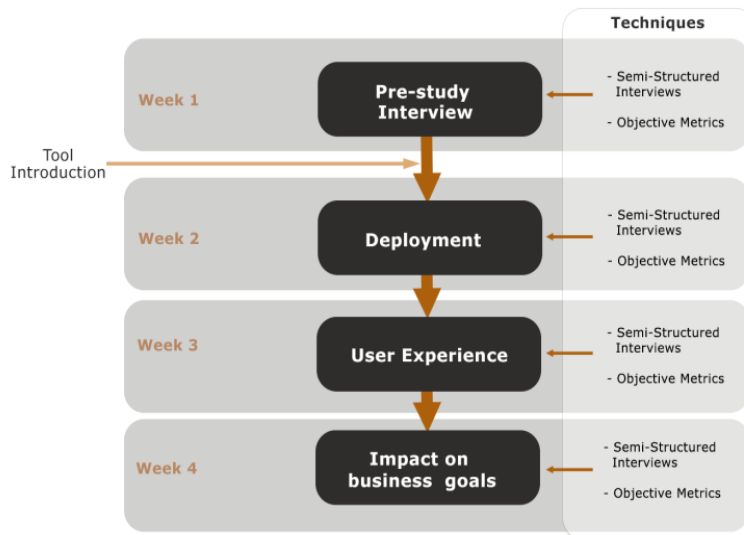 Techniques
Week 1
Pre-study
Interview
- Semi-Structured
Interviews
- Objective Metrics
Tool
Introduction
Week 2
Deployment
- Semi-Structured
Interviews
- Objective Metrics
Week 3
User Experience
- Semi-Structured
Interviews
- Objective Metrics
Week 4
Impact on
business goals
- Semi-Structured
Interviews
- Objective Metrics